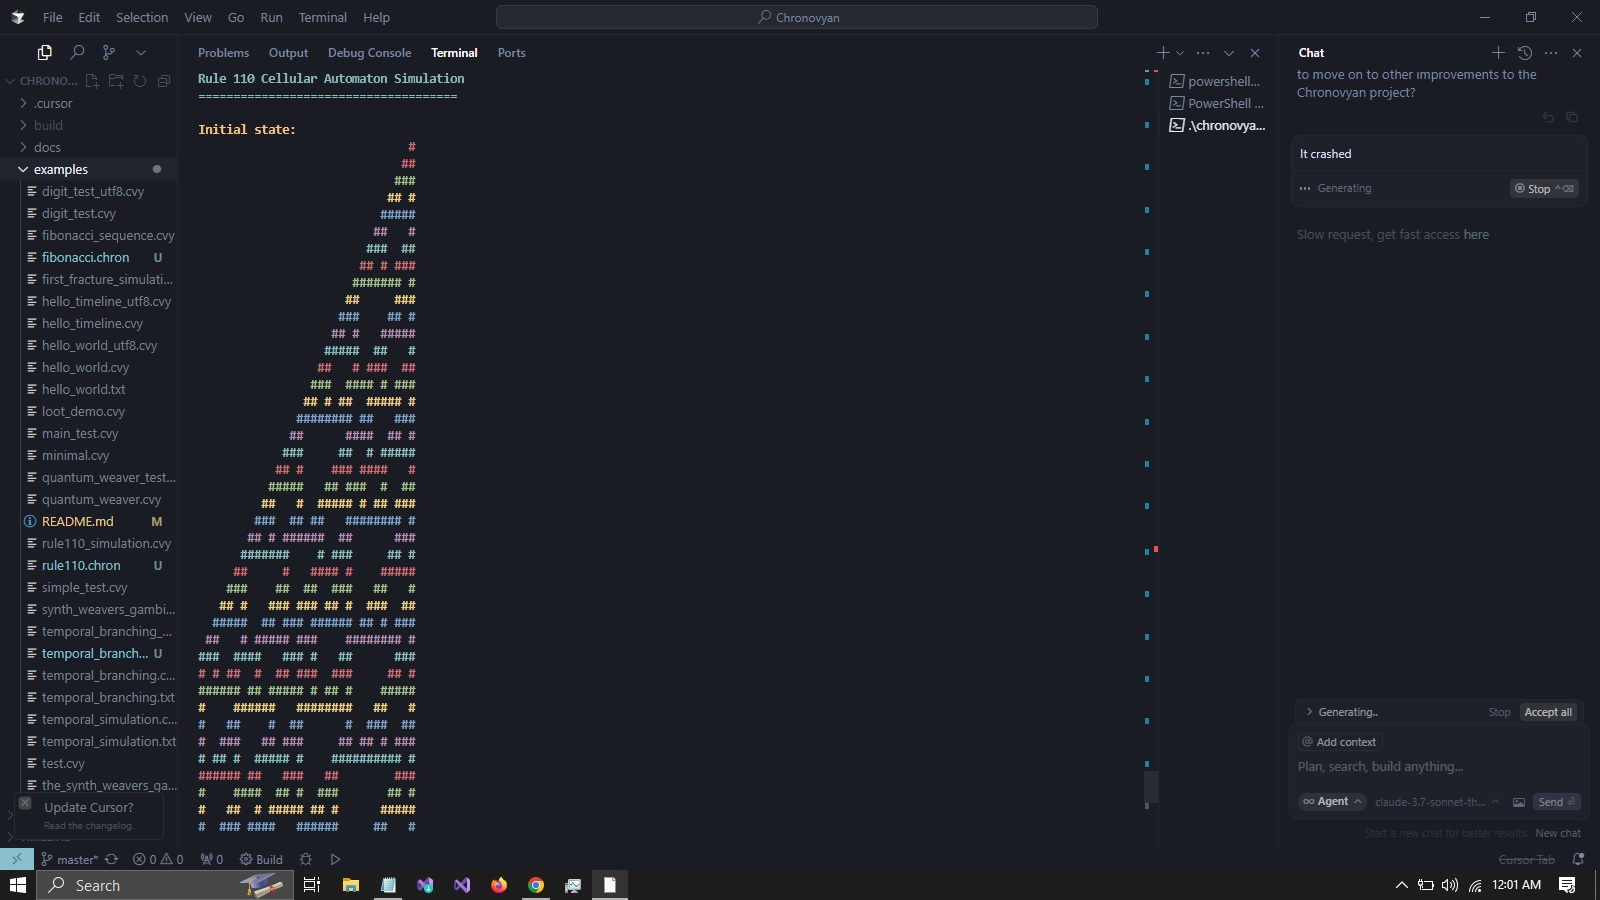 File Edit Selection View Go Run Terminal Help
Chronovyan
Problems Output Debug Console Terminal Ports
CHRONO...
.cursor
build
docs
examples
digit_test_utf8.cvy
digit_test.cvy
fibonacci_sequence.cvy
fibonacci.chron U
first_fracture_simulati...
hello_timeline_utf8.cvy
hello_timeline.cvy
hello_world_utf8.cvy
hello_world.cvy
hello_world.txt
loot_demo.cvy
main_test.cvy
minimal.cvy
quantum_weaver_test...
quantum_weaver.cvy
README.md M
rule110_simulation.cvy
rule110.chron U
simple_test.cvy
synth_weavers_gambi...
temporal_branching_...
temporal_branch... U
temporal_branching.c...
temporal_branching.txt
temporal_simulation.c...
temporal_simulation.txt
test.cvy
the_synth_weavers_ga...
Update Cursor?
Read the changelog.
Rule 110 Cellular Automaton Simulation
=====================================
Initial state:
                              #
                             ##
                            ###
                           ## #
                          #####
                         ##   #
                        ###  ##
                       ## # ###
                      ####### #
                     ##     ###
                    ###    ## #
                   ## #   #####
                  #####  ##   #
                 ##   # ###  ##
                ###  #### # ###
               ## # ##  ##### #
              ######## ##   ###
             ##      ####  ## #
            ###     ##  # #####
           ## #    ### ####   #
          #####   ## ###  #  ##
         ##   #  ##### # ## ###
        ###  ## ##   ######## #
       ## # ######  ##      ###
      #######    # ###     ## #
     ##     #   #### #    #####
    ###    ##  ##  ###   ##   #
   ## #   ### ### ## #  ###  ##
  #####  ## ### ###### ## # ###
 ##   # ##### ###    ######## #
###  ####   ### #   ##      ###
# # ##  #  ## ###  ###     ## #
###### ## ##### # ## #    #####
#    ######   ########   ##   #
#   ##    #  ##      #  ###  ##
#  ###   ## ###     ## ## # ###
# ## #  ##### #    ########## #
###### ##   ###   ##        ###
#    ####  ## #  ###       ## #
#   ##  # ##### ## #      #####
#  ### ####   ######     ##   #
powershell...
PowerShell ...
.\chronovya...
Chat
to move on to other improvements to the
Chronovyan project?
It crashed
Generating
Stop
Slow request, get fast access here
Generating..
Stop Accept all
@ Add context
Plan, search, build anything...
Agent claude-3.7-sonnet-th... Send
Start a new chat for better results. New chat
master* 0 0 0 Build
Cursor Tab
Search
12:01 AM